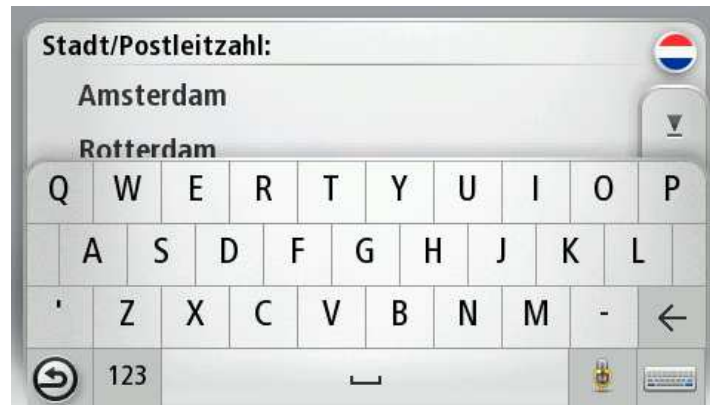 Stadt/Postleitzahl:
Amsterdam
Rotterdam
Q W E R T Y U I O P
A S D F G H J K L
' Z X C V B N M -
123